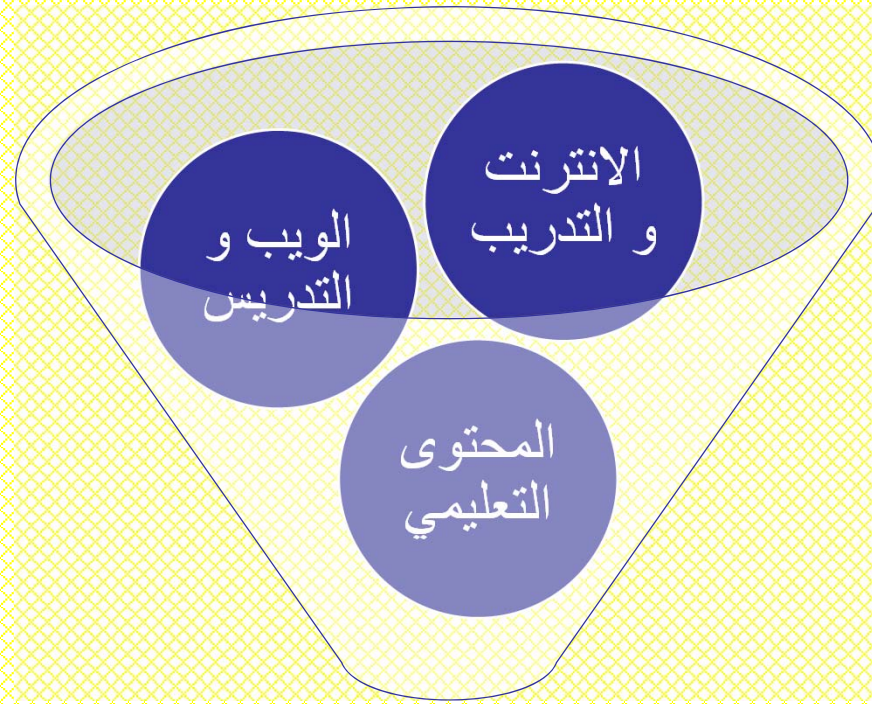 الانترنت
و التدريب
الويب و
التدريس
المحتوى
التعليمي